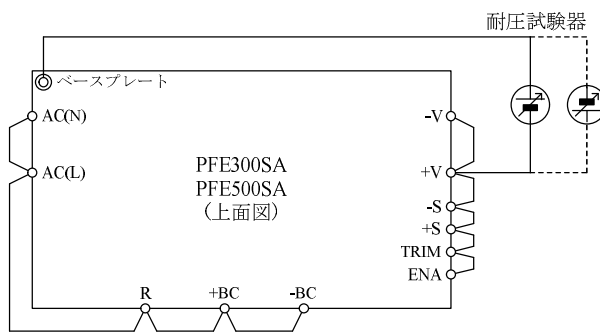 耐圧試験器
ベースプレート
AC(N)
-V
AC(L)
PFE300SA
+V
PFE500SA
(上面図)
-S
+S
TRIM
ENA
R
+BC
-BC